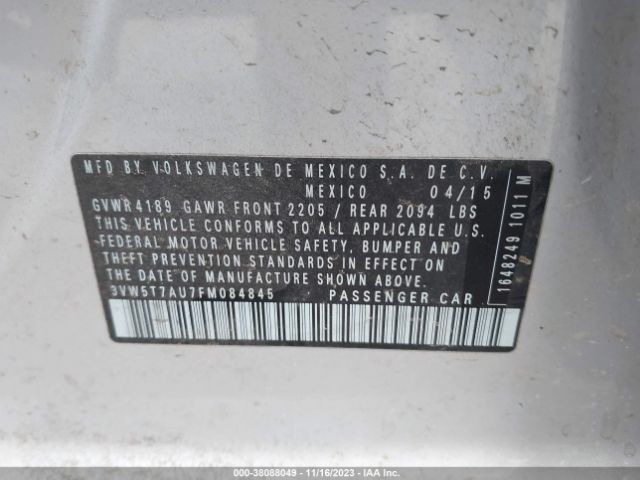 MFD BY VOLKSWAGEN DE MEXICO S.A. DE C.V.
MEXICO 04/15
GVWR 4189 GAWR FRONT 2205 / REAR 2094 LBS
THIS VEHICLE CONFORMS TO ALL APPLICABLE U.S.
FEDERAL MOTOR VEHICLE SAFETY, BUMPER AND
THEFT PREVENTION STANDARDS IN EFFECT ON
THE DATE OF MANUFACTURE SHOWN ABOVE.
3VW5T7AU7FM084845 PASSENGER CAR
1648249 1011 M
000-38088049 - 11/16/2023 - IAA Inc.